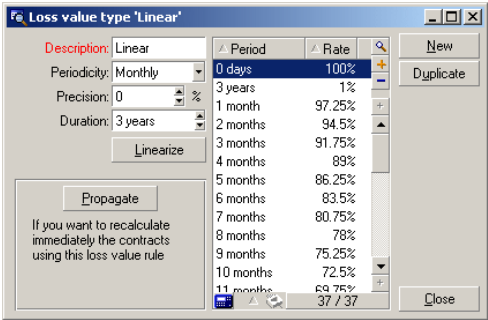 Loss value type 'Linear'
Description: Linear
Periodicity: Monthly
Precision: 0 %
Duration: 3 years
Linearize
Propagate
If you want to recalculate
immediately the contracts
using this loss value rule
Period Rate
0 days 100%
3 years 1%
1 month 97.25%
2 months 94.5%
3 months 91.75%
4 months 89%
5 months 86.25%
6 months 83.5%
7 months 80.75%
8 months 78%
9 months 75.25%
10 months 72.5%
11 months 69.75%
37 / 37
New
Duplicate
Close